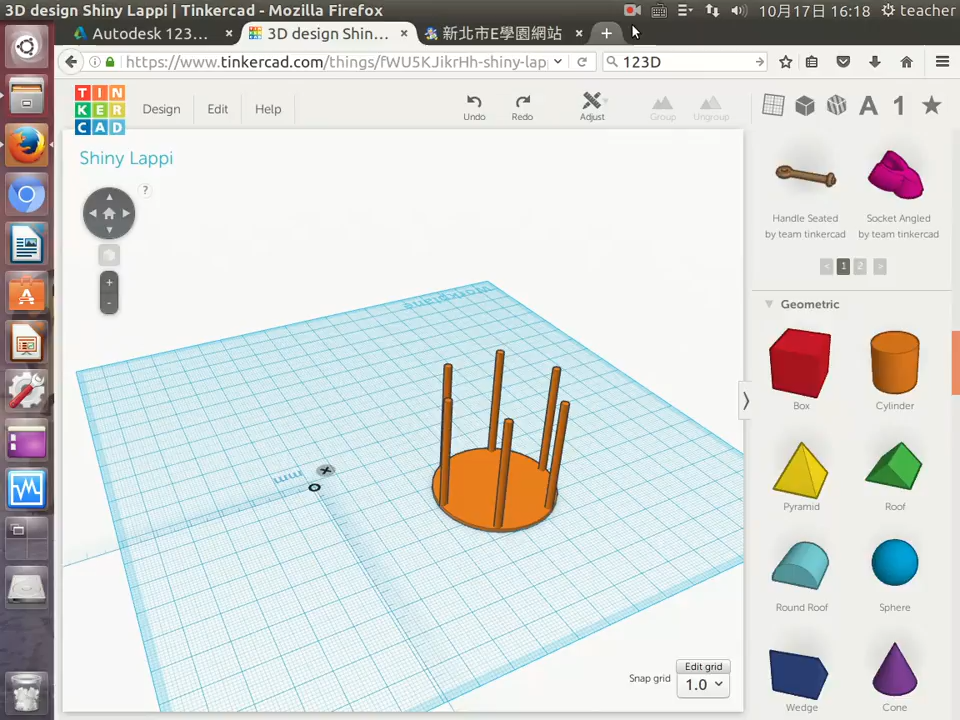 3D design Shiny Lappi | Tinkercad - Mozilla Firefox
10月17日 16:18 teacher
Autodesk 123...
3D design Shin...
新北市E學園網站
https://www.tinkercad.com/things/fWU5KJikrHh-shiny-lap
123D
TINKERCAD
Design
Edit
Help
Undo
Redo
Adjust
Group
Ungroup
A
1
Shiny Lappi
?
+
-
Workplane
mm
Handle Seated
by team tinkercad
Socket Angled
by team tinkercad
< 1 2 >
Geometric
Box
Cylinder
Pyramid
Roof
Round Roof
Sphere
Wedge
Cone
Edit grid
Snap grid
1.0